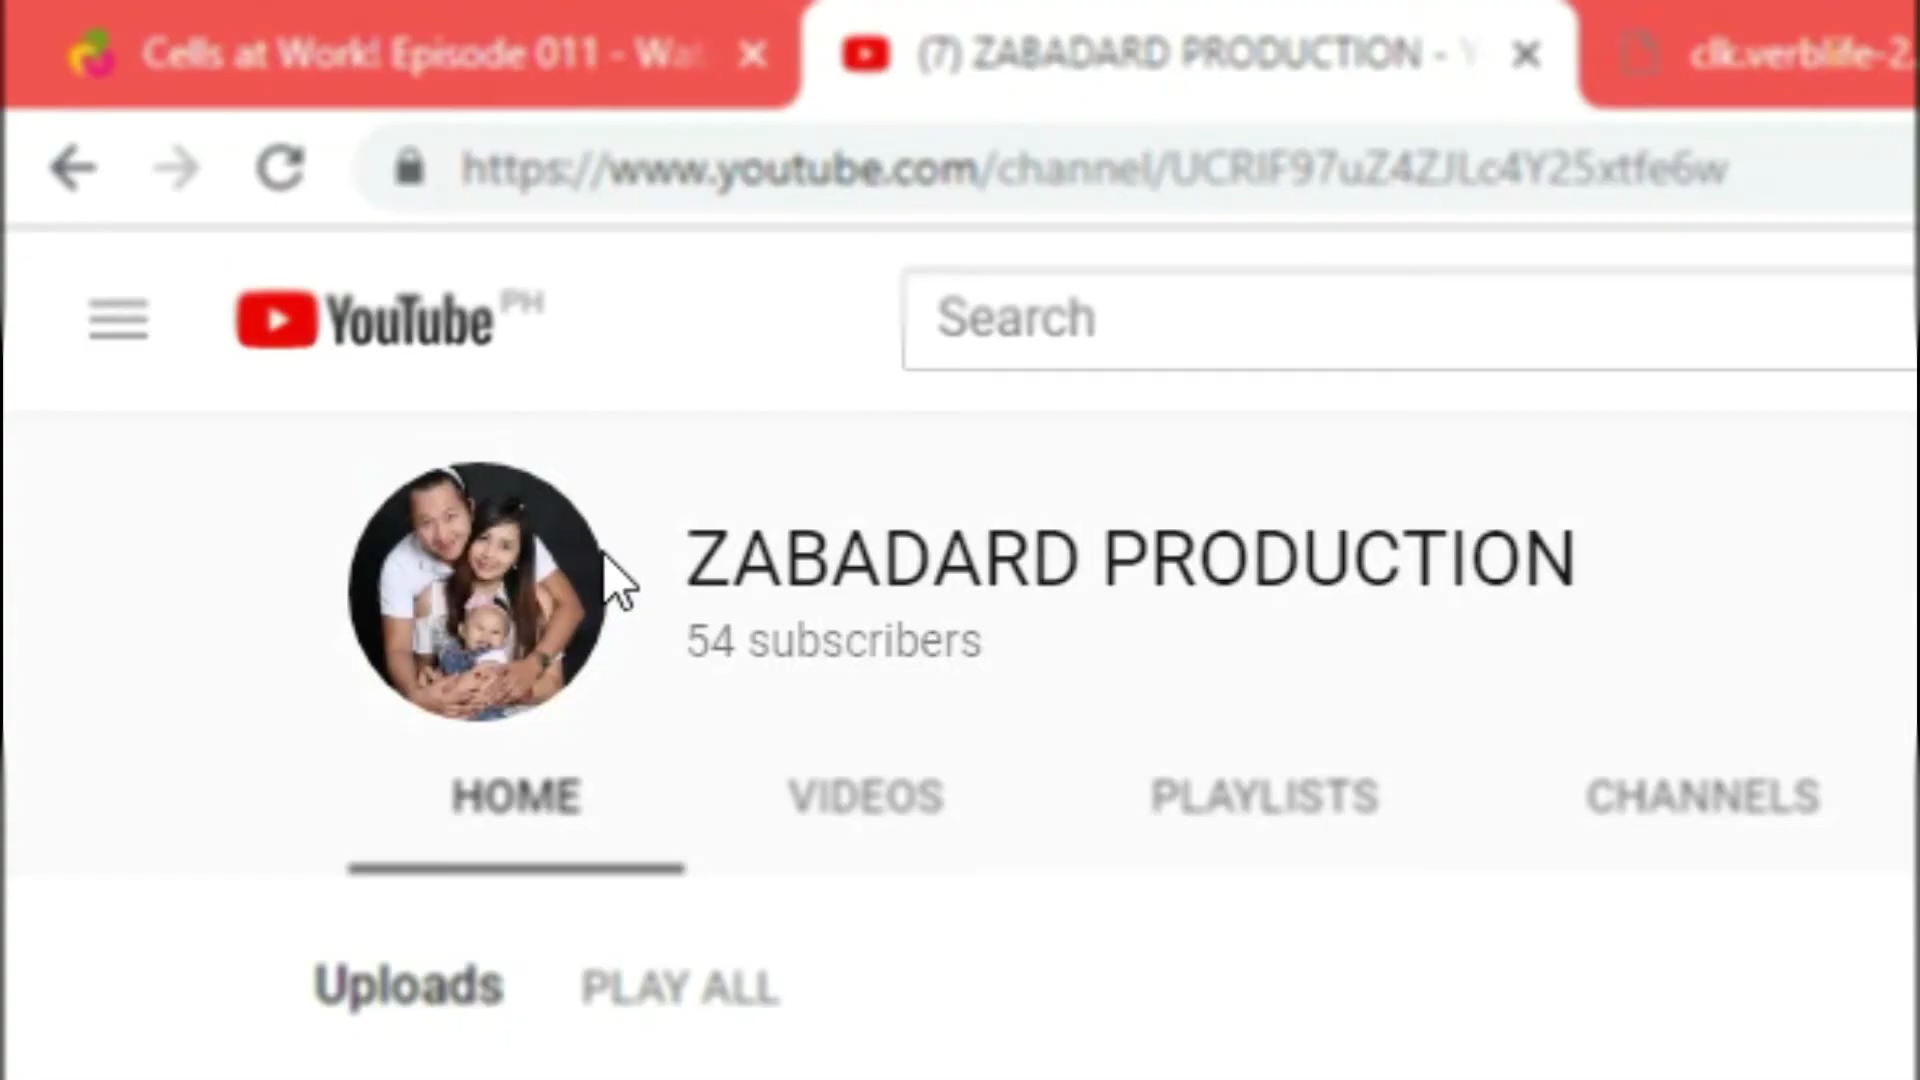 Cells at Work! Episode 011 - Wat
(7) ZABADARD PRODUCTION - Y
clk.verblife-2.
https://www.youtube.com/channel/UCRIF97uZ4ZJLc4Y25xtfe6w
YouTube PH
Search
ZABADARD PRODUCTION
54 subscribers
HOME
VIDEOS
PLAYLISTS
CHANNELS
Uploads
PLAY ALL